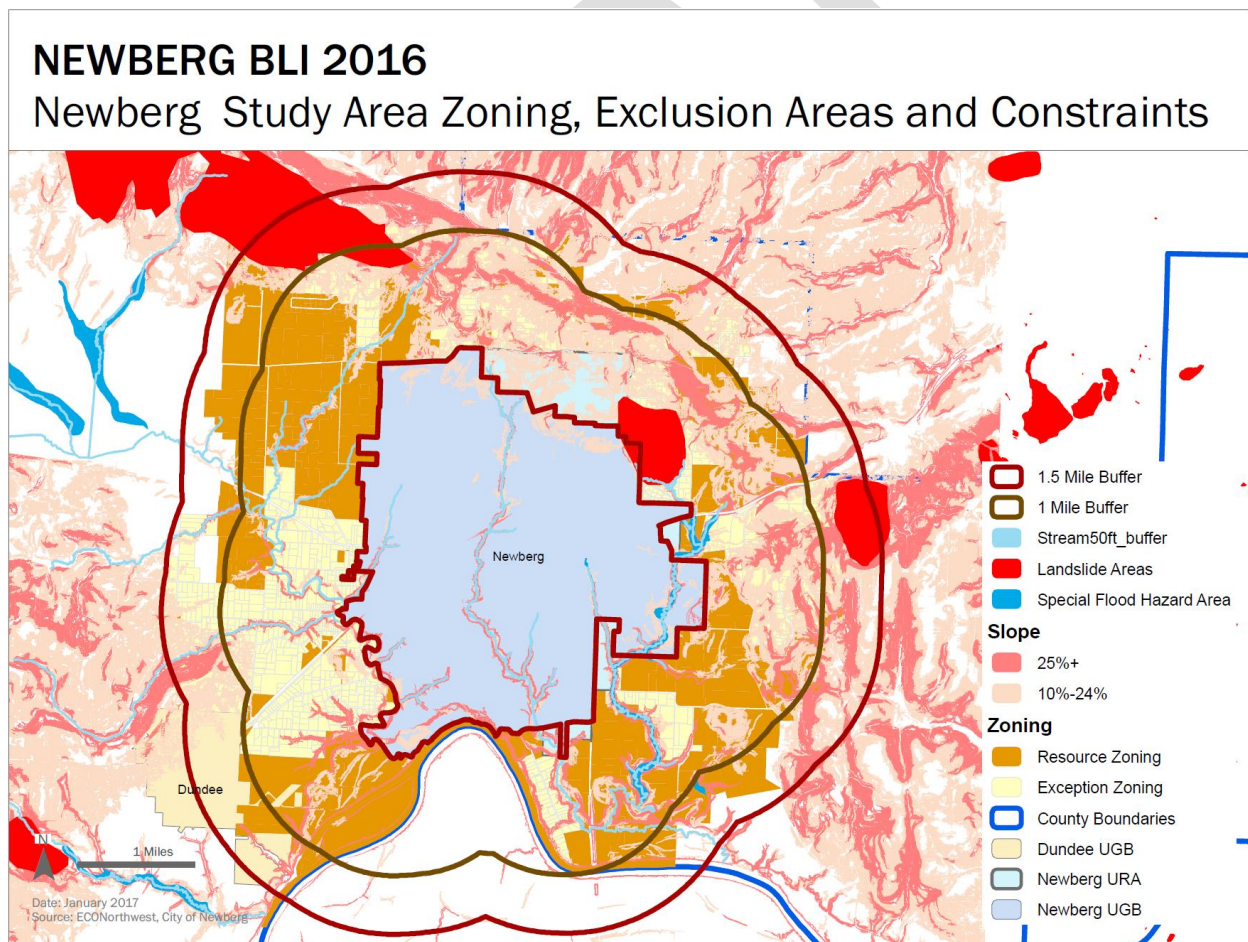 NEWBERG BLI 2016
Newberg Study Area Zoning, Exclusion Areas and Constraints
1.5 Mile Buffer
1 Mile Buffer
Stream50ft_buffer
Landslide Areas
Special Flood Hazard Area
Slope
25%+
10%-24%
Zoning
Resource Zoning
Exception Zoning
County Boundaries
Dundee UGB
Newberg URA
Newberg UGB
Newberg
Dundee
N
1 Miles
Date: January 2017
Source: ECONorthwest, City of Newberg